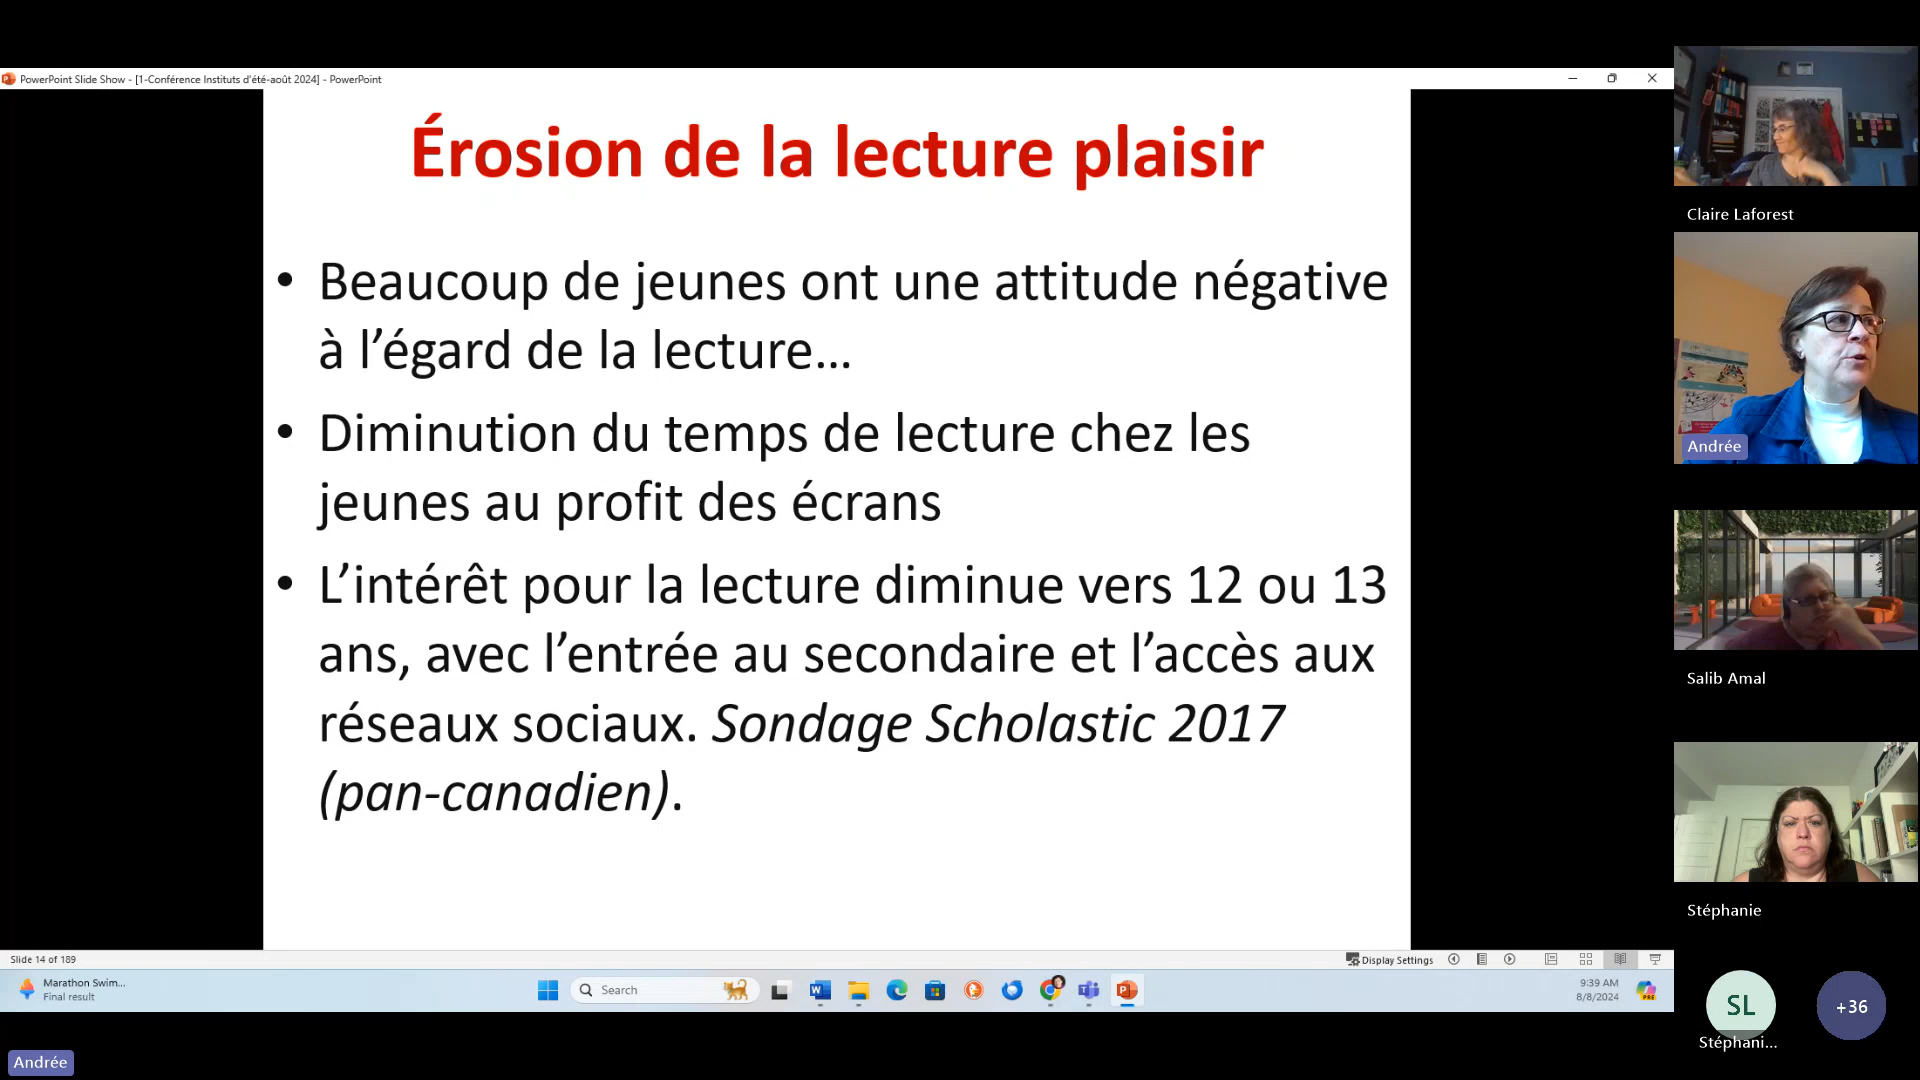 PowerPoint Slide Show - [1-Conférence Instituts d'été-août 2024] - PowerPoint
Érosion de la lecture plaisir
• Beaucoup de jeunes ont une attitude négative
à l’égard de la lecture…
• Diminution du temps de lecture chez les
jeunes au profit des écrans
• L’intérêt pour la lecture diminue vers 12 ou 13
ans, avec l’entrée au secondaire et l’accès aux
réseaux sociaux. Sondage Scholastic 2017
(pan-canadien).
Slide 14 of 189
Display Settings
Marathon Swim...
Final result
Search
9:39 AM
8/8/2024
Andrée
Claire Laforest
Andrée
Salib Amal
Stéphanie
SL
Stéphani...
+36